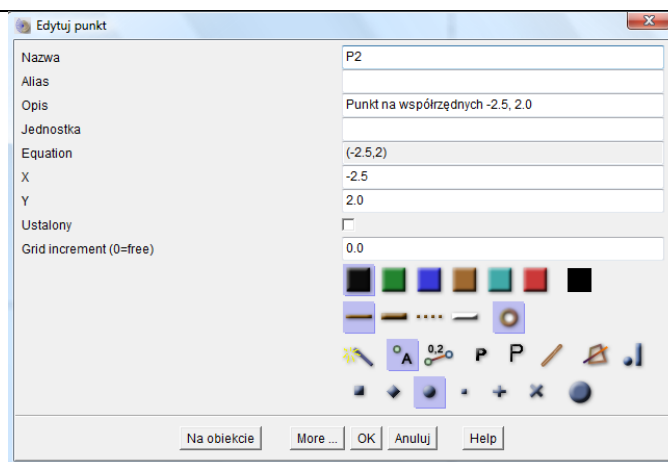 Edytuj punkt
Nazwa P2
Alias
Opis Punkt na współrzędnych -2.5, 2.0
Jednostka
Equation (-2.5,2)
X -2.5
Y 2.0
Ustalony
Grid increment (0=free) 0.0
A 0,2 P P
Na obiekcie More ... OK Anuluj Help